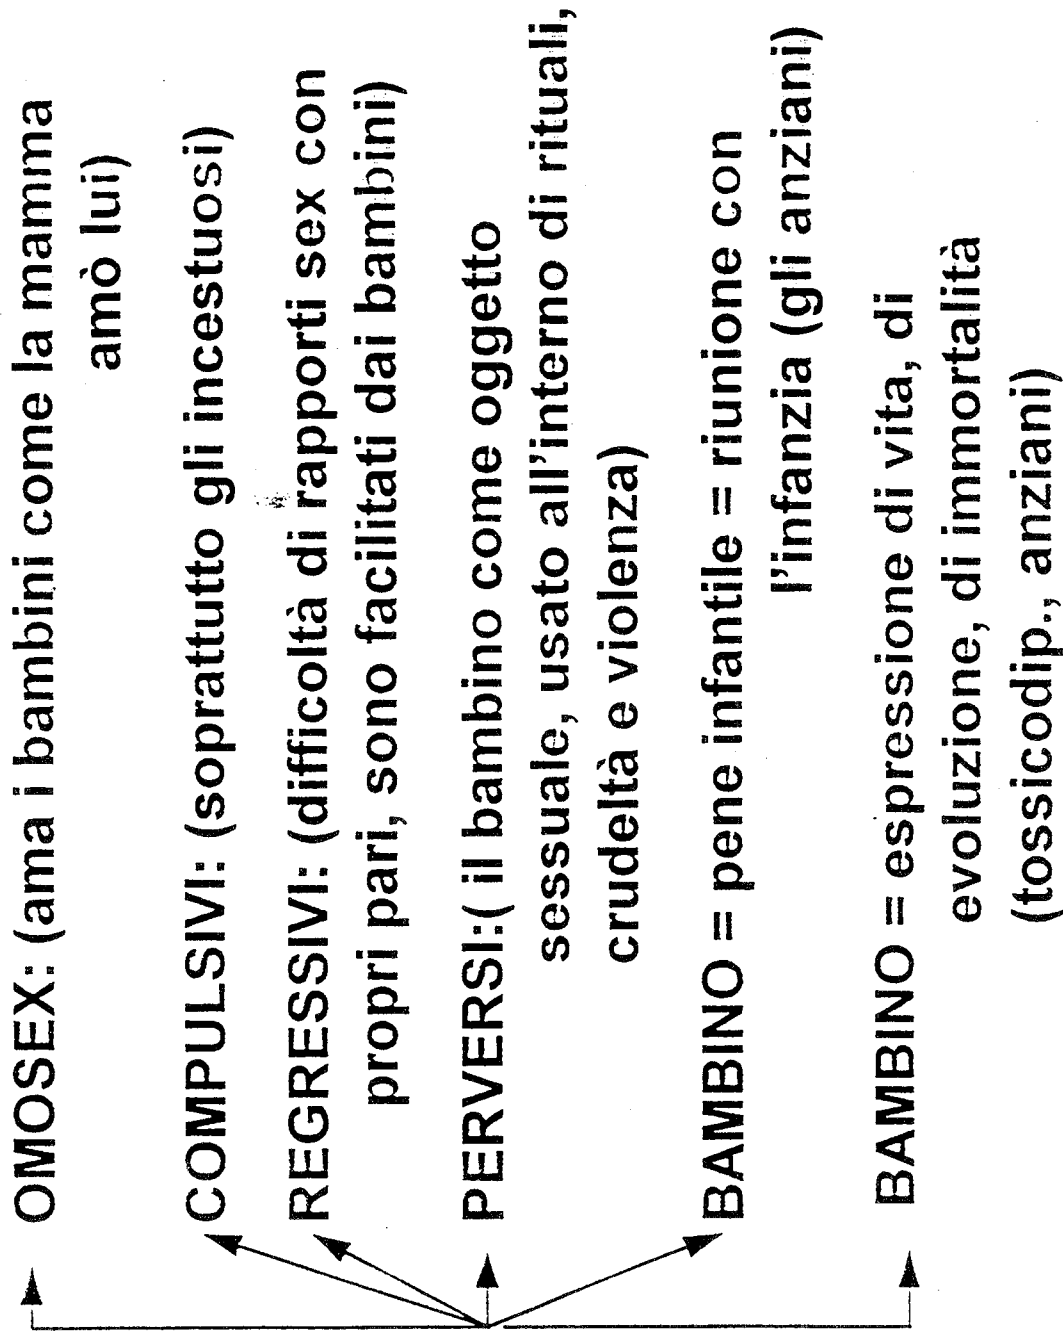 OMOSEX: (ama i bambini come la mamma
amò lui)
COMPULSIVI: (soprattutto gli incestuosi)
REGRESSIVI: (difficoltà di rapporti sex con
propri pari, sono facilitati dai bambini)
PERVERSI:( il bambino come oggetto
sessuale, usato all'interno di rituali,
crudeltà e violenza)
BAMBINO = pene infantile = riunione con
l'infanzia (gli anziani)
BAMBINO = espressione di vita, di
evoluzione, di immortalità
(tossicodip., anziani)